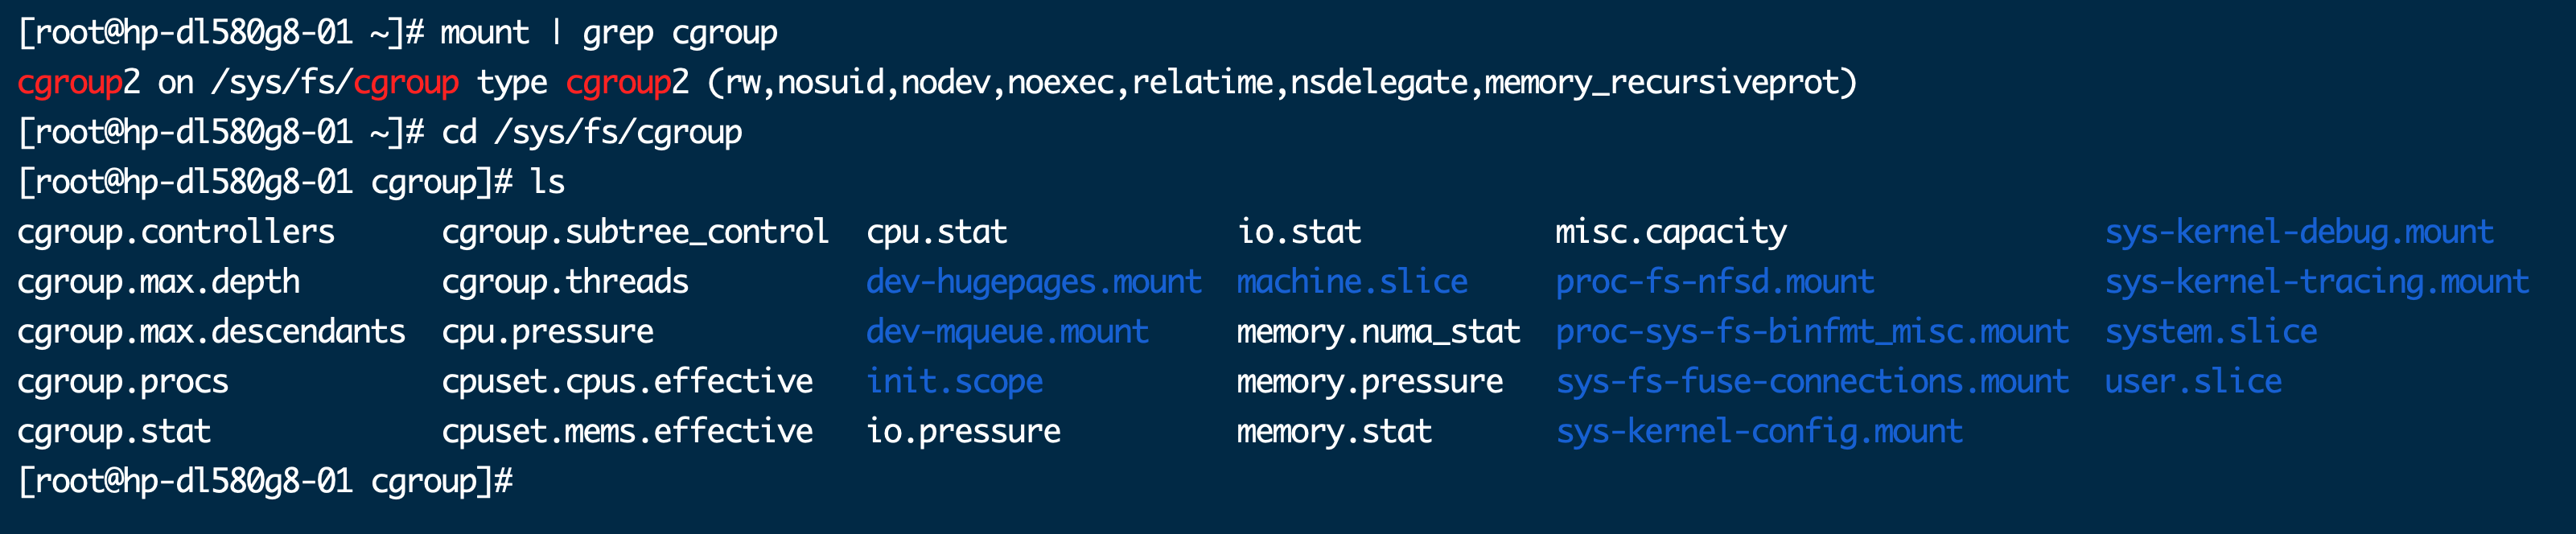 [root@hp-dl580g8-01 ~]# mount | grep cgroup
cgroup2 on /sys/fs/cgroup type cgroup2 (rw,nosuid,nodev,noexec,relatime,nsdelegate,memory_recursiveprot)
[root@hp-dl580g8-01 ~]# cd /sys/fs/cgroup
[root@hp-dl580g8-01 cgroup]# ls
cgroup.controllers      cgroup.subtree_control  cpu.stat             io.stat           misc.capacity                  sys-kernel-debug.mount
cgroup.max.depth        cgroup.threads          dev-hugepages.mount  machine.slice     proc-fs-nfsd.mount             sys-kernel-tracing.mount
cgroup.max.descendants  cpu.pressure            dev-mqueue.mount     memory.numa_stat  proc-sys-fs-binfmt_misc.mount  system.slice
cgroup.procs            cpuset.cpus.effective   init.scope           memory.pressure   sys-fs-fuse-connections.mount  user.slice
cgroup.stat             cpuset.mems.effective   io.pressure          memory.stat       sys-kernel-config.mount
[root@hp-dl580g8-01 cgroup]#